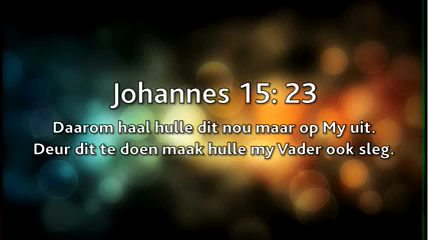 Johannes 15: 23
Daarom haal hulle dit nou maar op My uit.
Deur dit te doen maak hulle my Vader ook sleg.